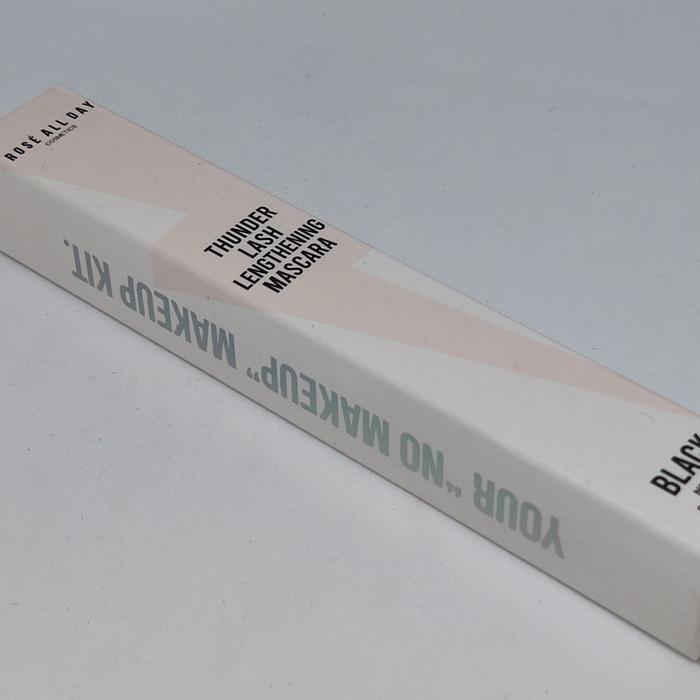 ROSÉ ALL DAY
COSMETICS
THUNDER
LASH
LENGTHENING
MASCARA
BLACK
YOUR “NO MAKEUP” MAKEUP KIT.